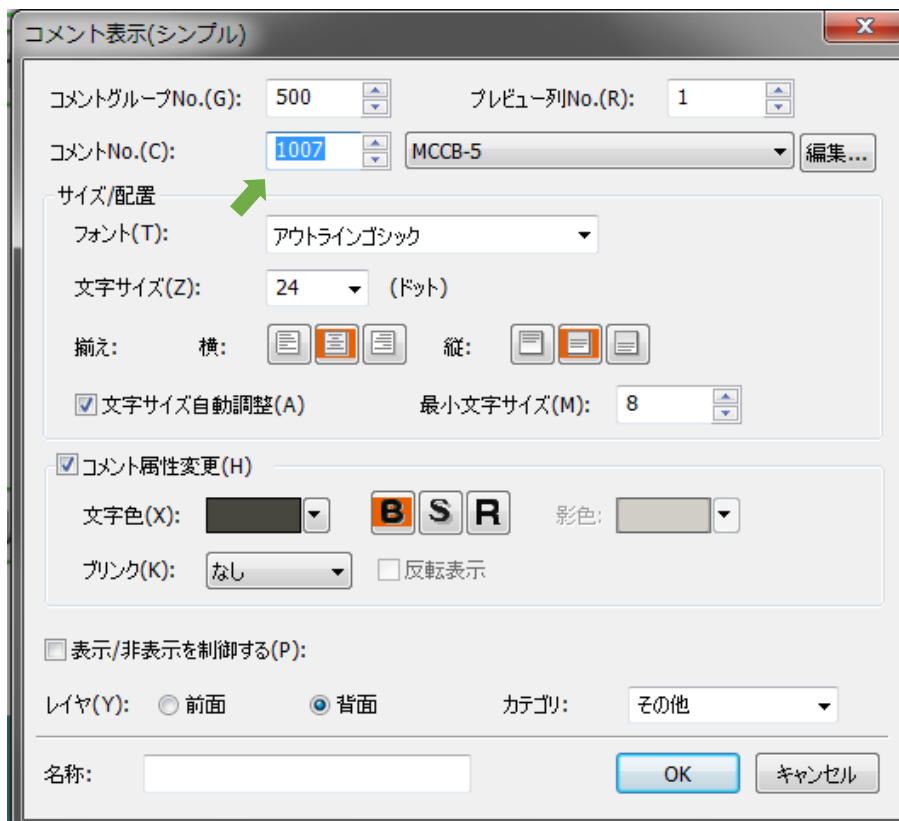 コメント表示(シンプル)
コメントグループNo.(G): 500 プレビュー列No.(R): 1
コメントNo.(C): 1007 MCCB-5 編集...
サイズ/配置
フォント(T): アウトラインゴシック
文字サイズ(Z): 24 (ドット)
揃え: 横: 縦:
文字サイズ自動調整(A) 最小文字サイズ(M): 8
コメント属性変更(H)
文字色(X): B S R 影色:
ブリンク(K): なし 反転表示
表示/非表示を制御する(P):
レイヤ(Y): 前面 背面 カテゴリ: その他
名称: OK キャンセル